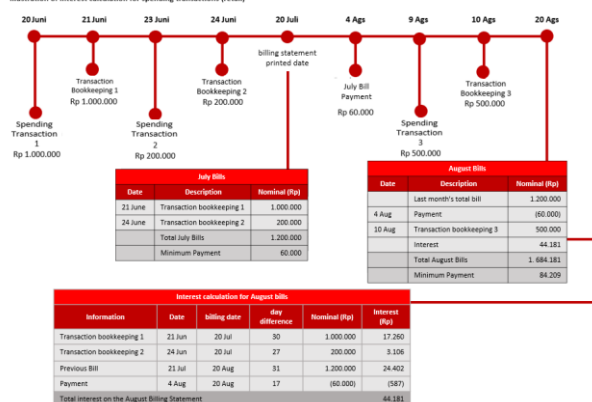 Illustration of interest calculation for spending transactions (retail)
20 Juni
21 Juni
23 Juni
24 Juni
20 Juli
4 Ags
9 Ags
10 Ags
20 Ags
billing statement
printed date
Transaction
Bookkeeping 1
Rp 1.000.000
Transaction
Bookkeeping 2
Rp 200.000
July Bill
Payment
Rp 60.000
Transaction
Bookkeeping 3
Rp 500.000
Spending
Transaction
1
Rp 1.000.000
Spending
Transaction
2
Rp 200.000
Spending
Transaction
3
Rp 500.000
July Bills
Date Description Nominal (Rp)
21 June Transaction bookkeeping 1 1.000.000
24 June Transaction bookkeeping 2 200.000
Total July Bills 1.200.000
Minimum Payment 60.000
August Bills
Date Description Nominal (Rp)
Last month's total bill 1.200.000
4 Aug Payment (60.000)
10 Aug Transaction bookkeeping 3 500.000
Interest 44.181
Total August Bills 1. 684.181
Minimum Payment 84.209
Interest calculation for August bills
Information Date billing date day difference Nominal (Rp) Interest (Rp)
Transaction bookkeeping 1 21 Jun 20 Jul 30 1.000.000 17.260
Transaction bookkeeping 2 24 Jun 20 Jul 27 200.000 3.106
Previous Bill 21 Jul 20 Aug 31 1.200.000 24.402
Payment 4 Aug 20 Aug 17 (60.000) (587)
Total interest on the August Billing Statement 44.181